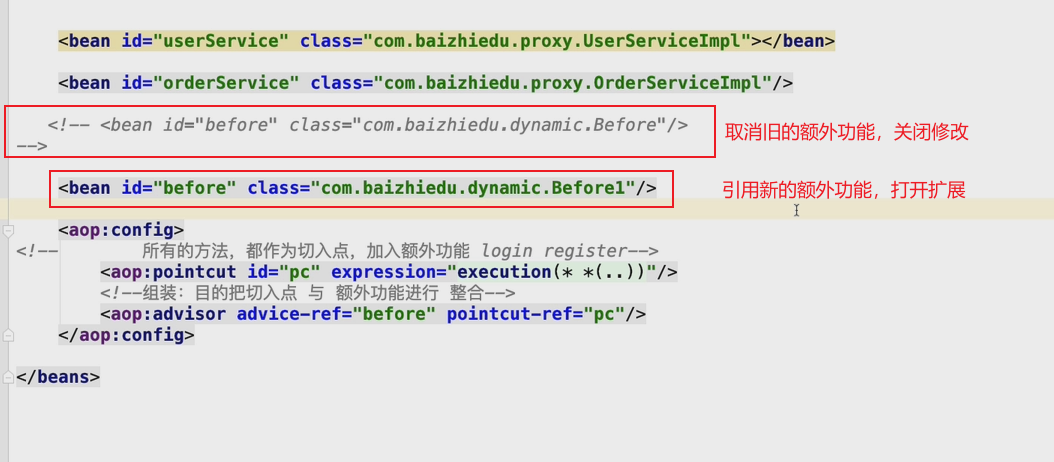 <bean id="userService" class="com.baizhiedu.proxy.UserServiceImpl"></bean>
<bean id="orderService" class="com.baizhiedu.proxy.OrderServiceImpl"/>
<!-- <bean id="before" class="com.baizhiedu.dynamic.Before"/>
-->
取消旧的额外功能，关闭修改
<bean id="before" class="com.baizhiedu.dynamic.Before1"/>
引用新的额外功能，打开扩展
<aop:config>
<!-- 所有的方法，都作为切入点，加入额外功能 login register-->
<aop:pointcut id="pc" expression="execution(* *(..))"/>
<!--组装：目的把切入点 与 额外功能进行 整合-->
<aop:advisor advice-ref="before" pointcut-ref="pc"/>
</aop:config>
</beans>